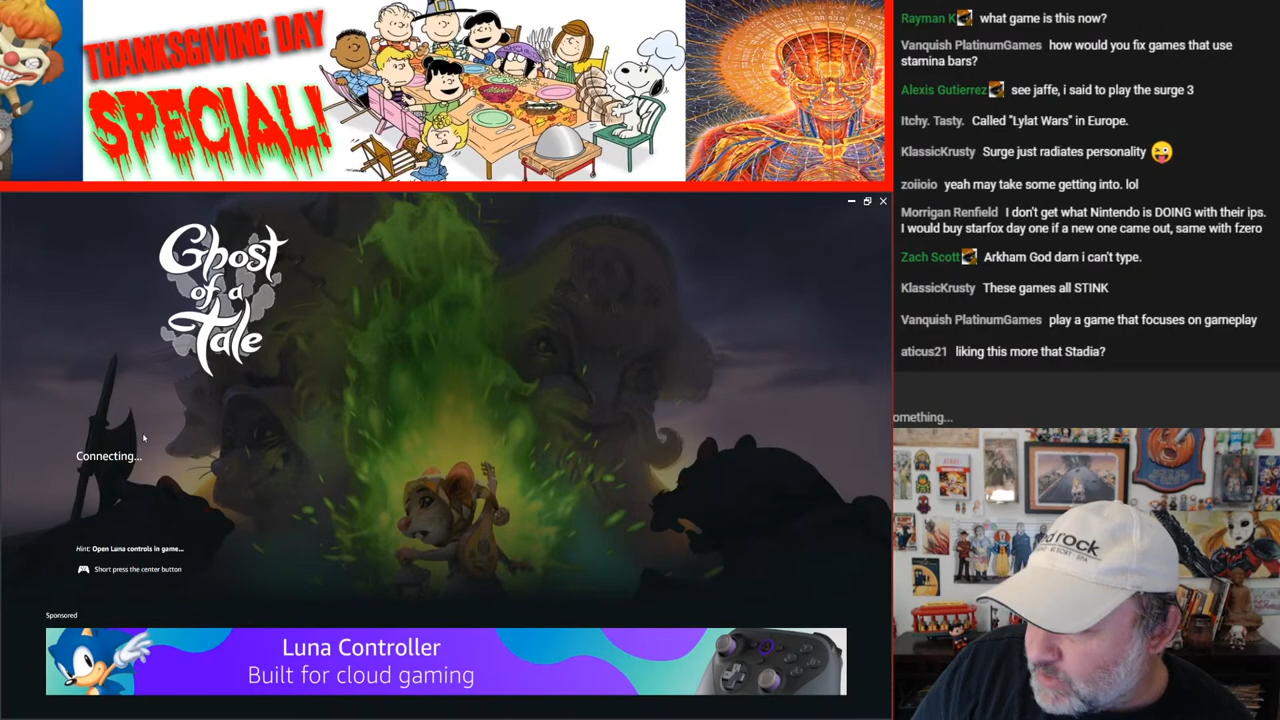 THANKSGIVING DAY
SPECIAL!
Ghost
of a
Tale
Connecting...
Hint: Open Luna controls in game...
Short press the center button
Sponsored
Luna Controller
Built for cloud gaming
Rayman K what game is this now?
Vanquish PlatinumGames how would you fix games that use
stamina bars?
Alexis Gutierrez see jaffe, i said to play the surge 3
Itchy. Tasty. Called "Lylat Wars" in Europe.
KlassicKrusty Surge just radiates personality
zoiioio yeah may take some getting into. lol
Morrigan Renfield I don't get what Nintendo is DOING with their ips.
I would buy starfox day one if a new one came out, same with fzero
Zach Scott Arkham God darn i can't type.
KlassicKrusty These games all STINK
Vanquish PlatinumGames play a game that focuses on gameplay
aticus21 liking this more that Stadia?
omething...